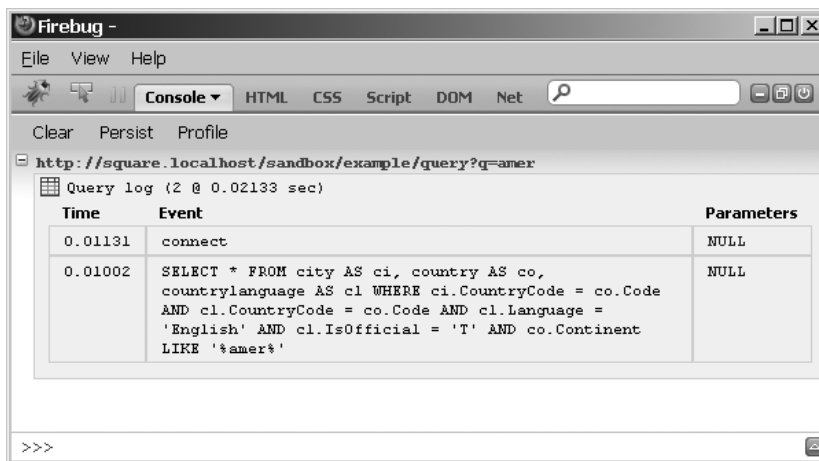 Firebug -
File View Help
Console HTML CSS Script DOM Net
Clear Persist Profile
http://square.localhost/sandbox/example/query?q=amer
Query log (2 @ 0.02133 sec)
Time Event Parameters
0.01131 connect NULL
0.01002 SELECT * FROM city AS ci, country AS co, NULL
countrylanguage AS cl WHERE ci.CountryCode = co.Code
AND cl.CountryCode = co.Code AND cl.Language =
'English' AND cl.IsOfficial = 'T' AND co.Continent
LIKE '%amer%'
>>>